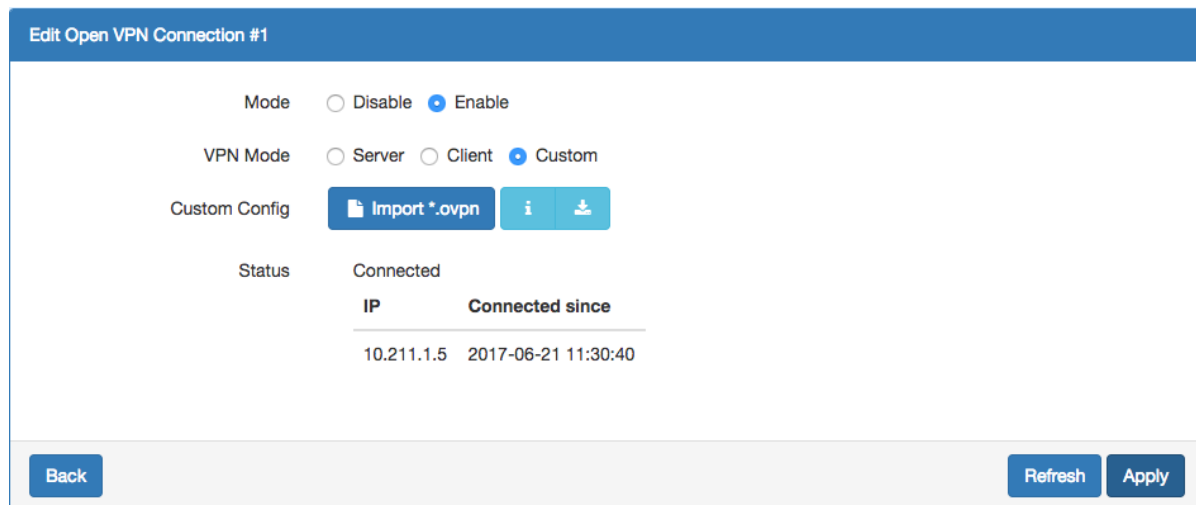 Edit Open VPN Connection #1
Mode Disable Enable
VPN Mode Server Client Custom
Custom Config Import *.ovpn i
Status Connected
IP Connected since
10.211.1.5 2017-06-21 11:30:40
Back Refresh Apply